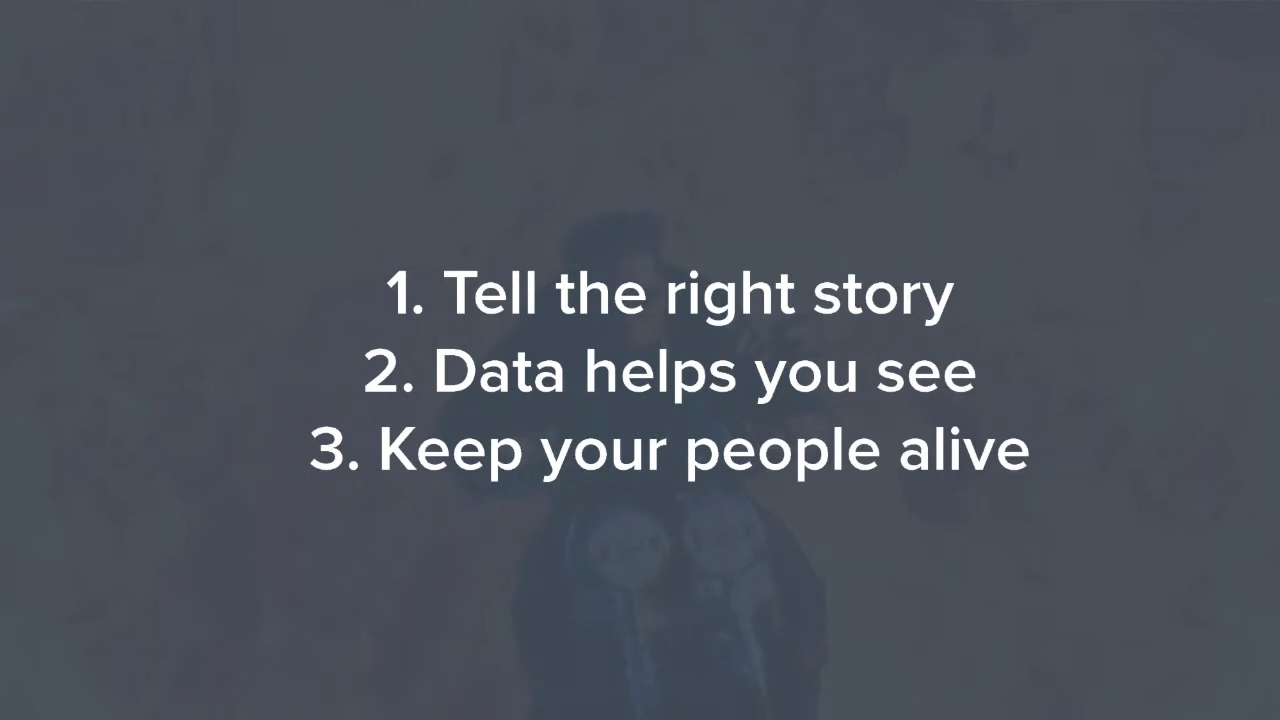 1. Tell the right story
2. Data helps you see
3. Keep your people alive